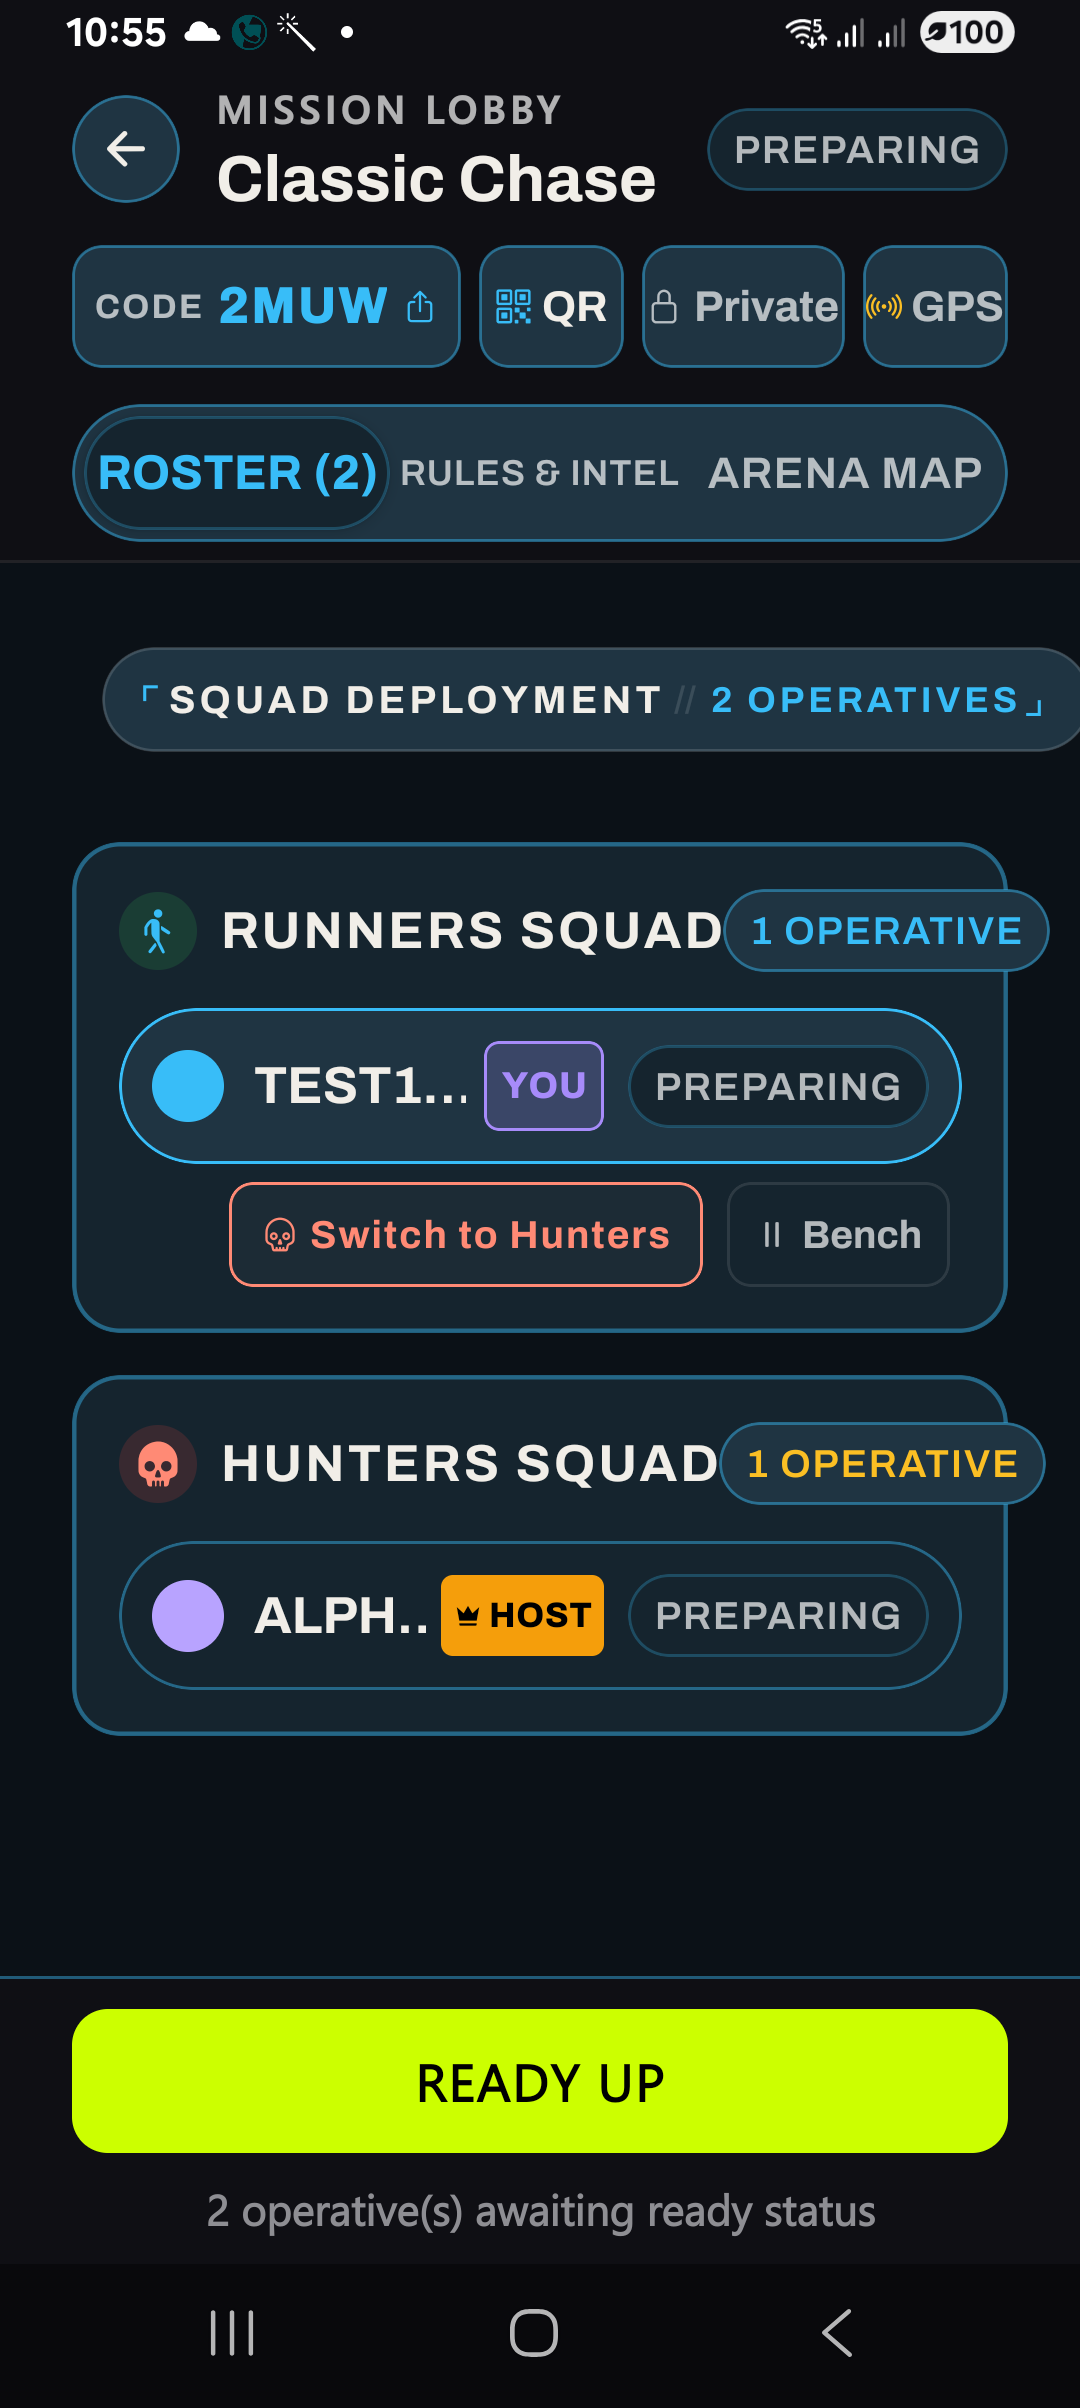 10:55
5
100
MISSION LOBBY
Classic Chase
PREPARING
CODE 2MUW
QR
Private
GPS
ROSTER (2)
RULES & INTEL
ARENA MAP
「SQUAD DEPLOYMENT // 2 OPERATIVES」
RUNNERS SQUAD
1 OPERATIVE
TEST1...
YOU
PREPARING
Switch to Hunters
Bench
HUNTERS SQUAD
1 OPERATIVE
ALPH..
HOST
PREPARING
READY UP
2 operative(s) awaiting ready status